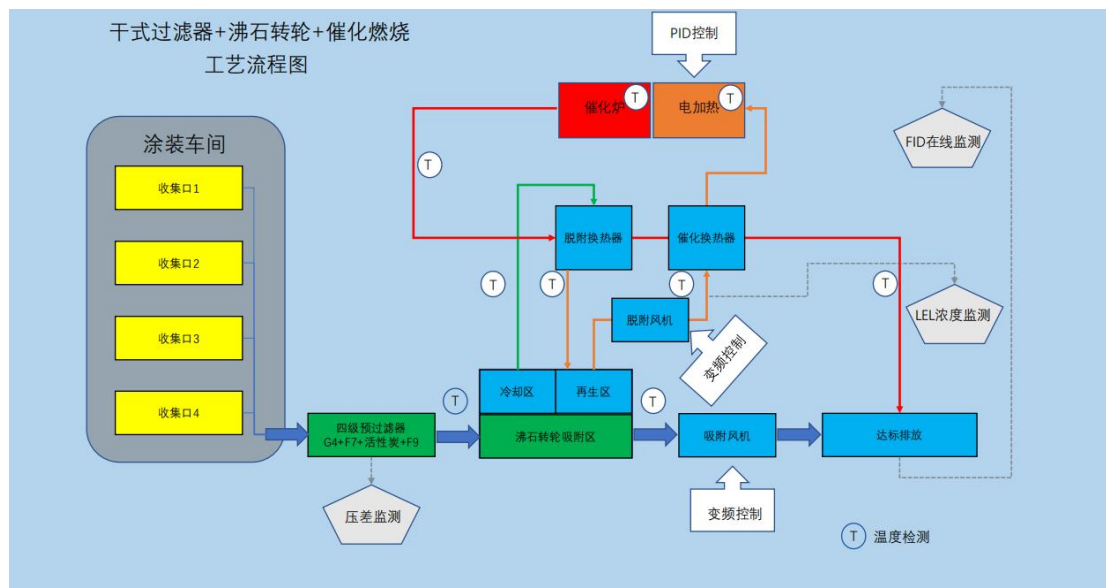 干式过滤器+沸石转轮+催化燃烧
工艺流程图
PID控制
催化炉
T
电加热
T
FID在线监测
涂装车间
收集口1
收集口2
收集口3
收集口4
T
脱附换热器
催化换热器
T
T
T
T
脱附风机
LEL浓度监测
变频控制
冷却区
再生区
T
T
四级预过滤器
G4+F7+活性炭+F9
沸石转轮吸附区
吸附风机
达标排放
压差监测
变频控制
T
温度检测